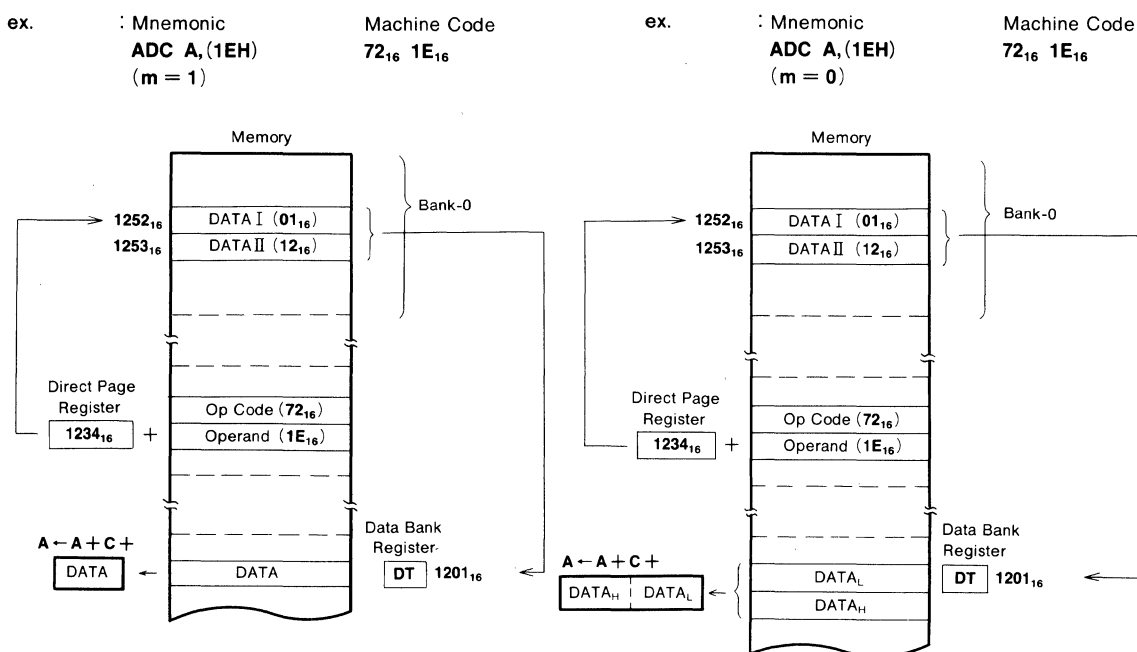 ex. : Mnemonic Machine Code
ADC A, (1EH) 72₁₆ 1E₁₆
(m = 1)
Memory
Bank-0
1252₁₆ DATA Ⅰ (01₁₆)
1253₁₆ DATA Ⅱ (12₁₆)
Direct Page
Register
1234₁₆ +
Op Code (72₁₆)
Operand (1E₁₆)
A ← A + C +
DATA ← DATA
Data Bank
Register
DT 1201₁₆
ex. : Mnemonic Machine Code
ADC A, (1EH) 72₁₆ 1E₁₆
(m = 0)
Memory
Bank-0
1252₁₆ DATA Ⅰ (01₁₆)
1253₁₆ DATA Ⅱ (12₁₆)
Direct Page
Register
1234₁₆ +
Op Code (72₁₆)
Operand (1E₁₆)
A ← A + C +
DATA_H DATA_L ←
DATA_L
DATA_H
Data Bank
Register
DT 1201₁₆